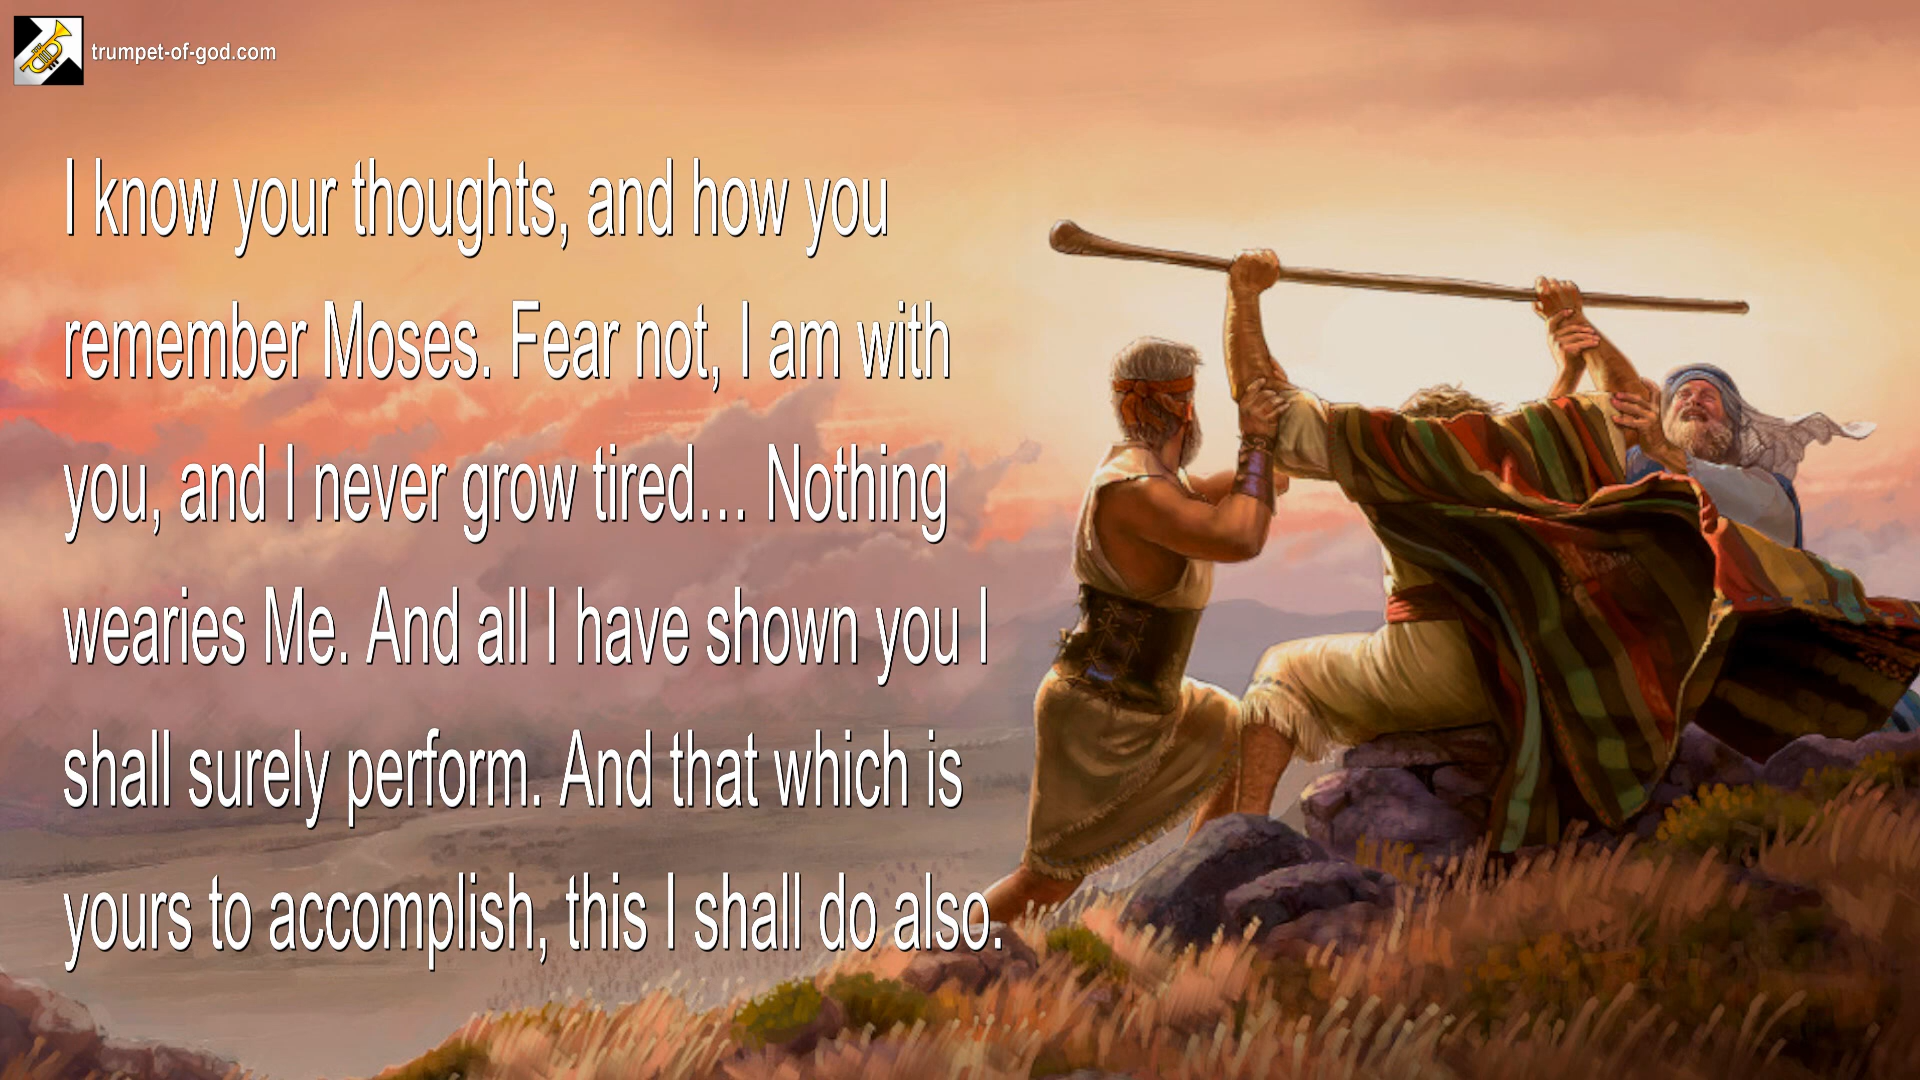 trumpet-of-god.com
I know your thoughts, and how you
remember Moses. Fear not, I am with
you, and I never grow tired… Nothing
wearies Me. And all I have shown you I
shall surely perform. And that which is
yours to accomplish, this I shall do also.